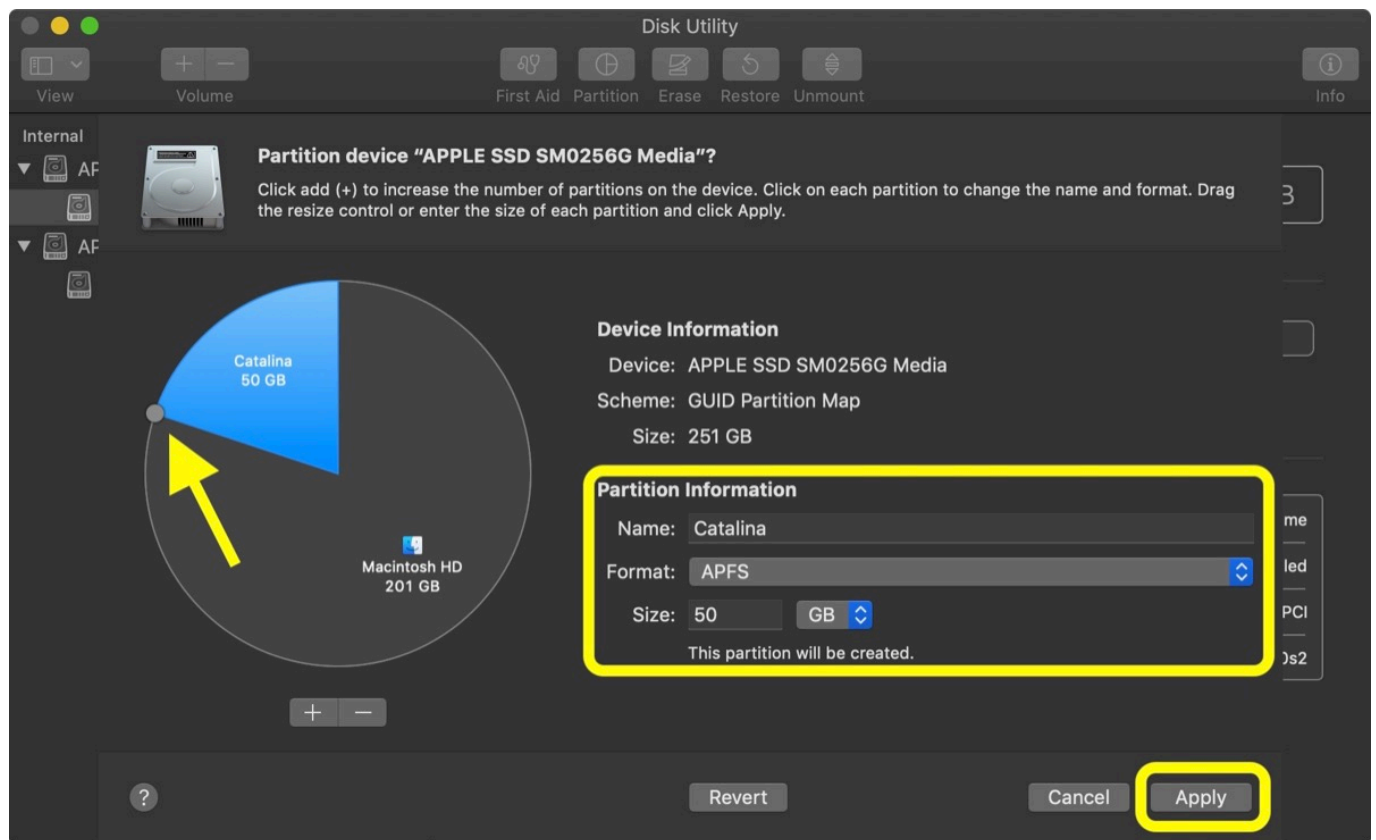 Disk Utility
View
Volume
First Aid
Partition
Erase
Restore
Unmount
Info
Internal
AP
AP
Partition device “APPLE SSD SM0256G Media”?
Click add (+) to increase the number of partitions on the device. Click on each partition to change the name and format. Drag
the resize control or enter the size of each partition and click Apply.
Catalina
50 GB
Macintosh HD
201 GB
Device Information
Device: APPLE SSD SM0256G Media
Scheme: GUID Partition Map
Size: 251 GB
Partition Information
Name: Catalina
Format: APFS
Size: 50 GB
This partition will be created.
me
led
PCI
s2
+ −
?
Revert
Cancel
Apply